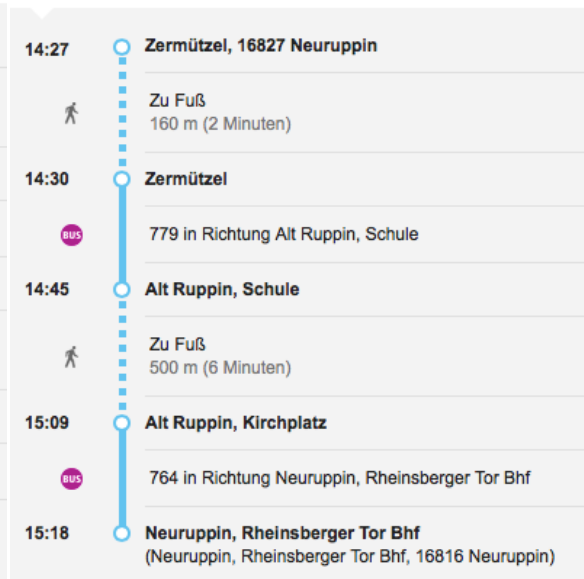 14:27 Zermützel, 16827 Neuruppin
Zu Fuß
160 m (2 Minuten)
14:30 Zermützel
BUS 779 in Richtung Alt Ruppin, Schule
14:45 Alt Ruppin, Schule
Zu Fuß
500 m (6 Minuten)
15:09 Alt Ruppin, Kirchplatz
BUS 764 in Richtung Neuruppin, Rheinsberger Tor Bhf
15:18 Neuruppin, Rheinsberger Tor Bhf
(Neuruppin, Rheinsberger Tor Bhf, 16816 Neuruppin)